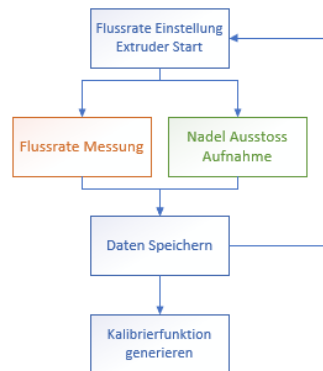 Flussrate Einstellung
Extruder Start
Flussrate Messung
Nadel Ausstoss
Aufnahme
Daten Speichern
Kalibrierfunktion
generieren